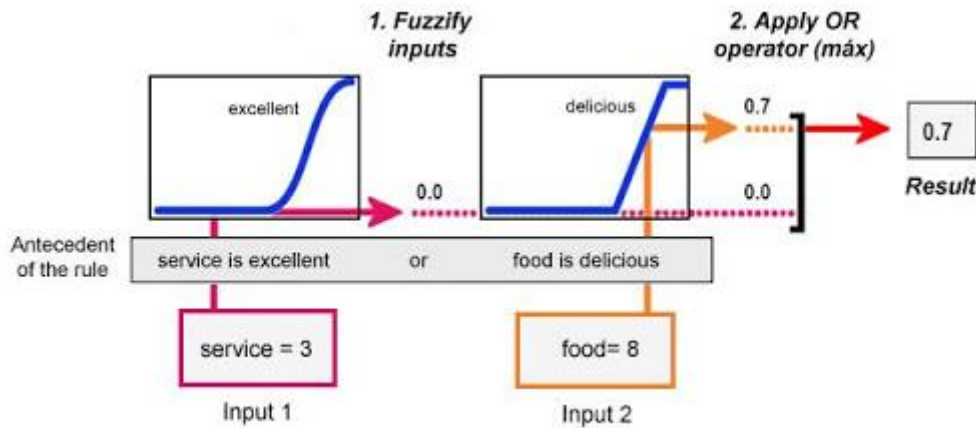 1. Fuzzify
inputs
2. Apply OR
operator (máx)
excellent
delicious
0.7
0.7
0.0
0.0
Result
Antecedent
of the rule
service is excellent or food is delicious
service = 3
food= 8
Input 1
Input 2